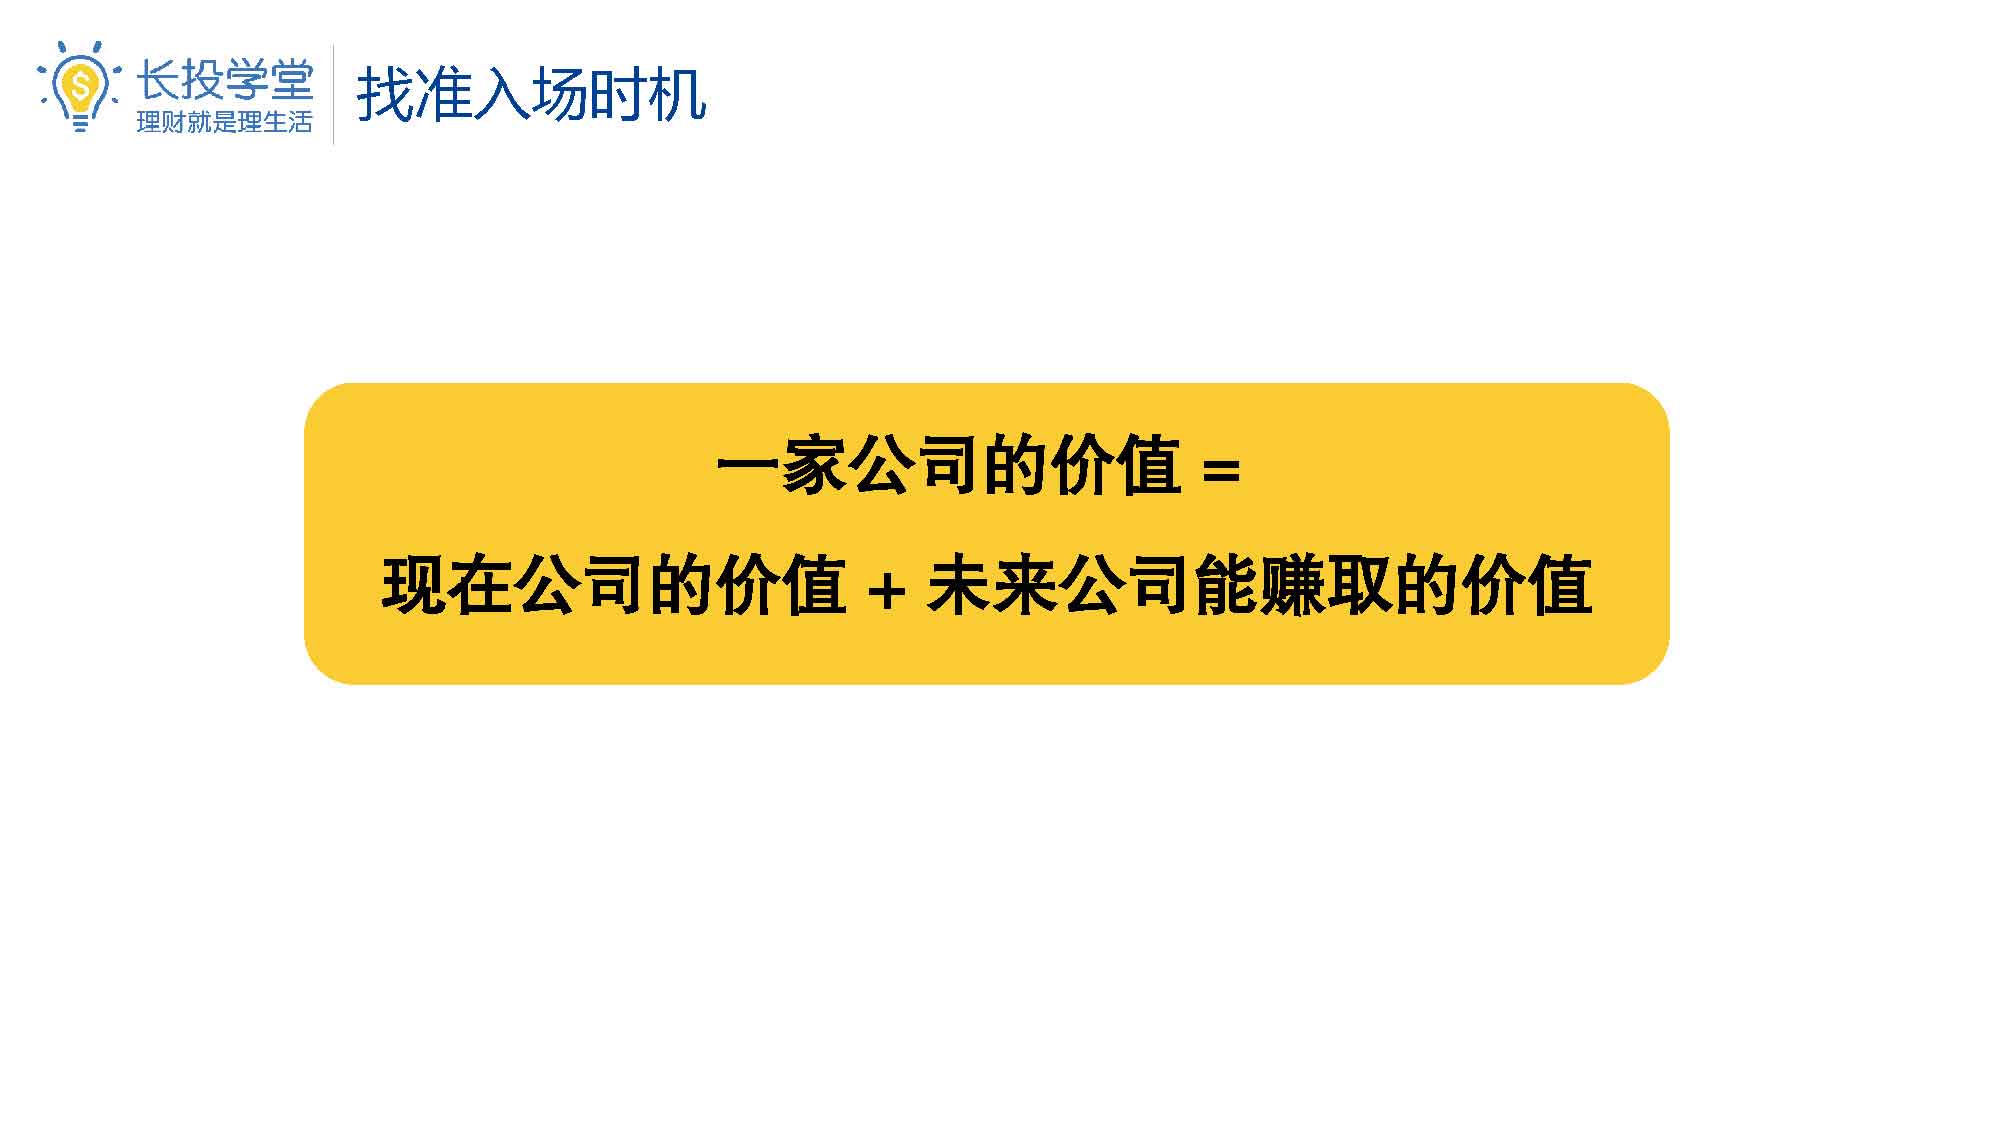 长投学堂
理财就是理生活
找准入场时机
一家公司的价值 =
现在公司的价值 + 未来公司能赚取的价值